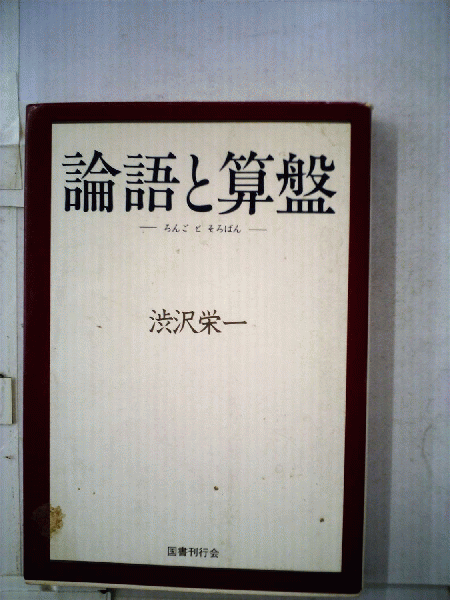 論語と算盤
― ろんご と そろばん ―
渋沢栄一
国書刊行会